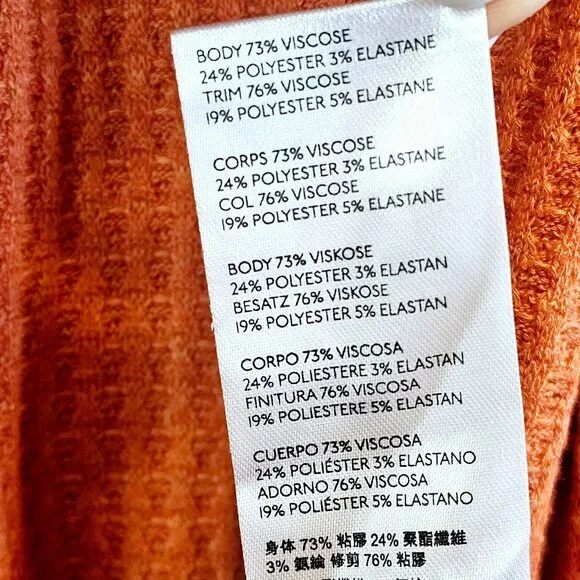 BODY 73% VISCOSE
24% POLYESTER 3% ELASTANE
TRIM 76% VISCOSE
19% POLYESTER 5% ELASTANE
CORPS 73% VISCOSE
24% POLYESTER 3% ELASTANE
COL 76% VISCOSE
19% POLYESTER 5% ELASTANE
BODY 73% VISKOSE
24% POLYESTER 3% ELASTAN
BESATZ 76% VISKOSE
19% POLYESTER 5% ELASTAN
CORPO 73% VISCOSA
24% POLIESTERE 3% ELASTAN
FINITURA 76% VISCOSA
19% POLIESTERE 5% ELASTAN
CUERPO 73% VISCOSA
24% POLIÉSTER 3% ELASTANO
ADORNO 76% VISCOSA
19% POLIÉSTER 5% ELASTANO
身体 73% 粘膠 24% 聚酯纖維
3% 氨綸 修剪 76% 粘膠